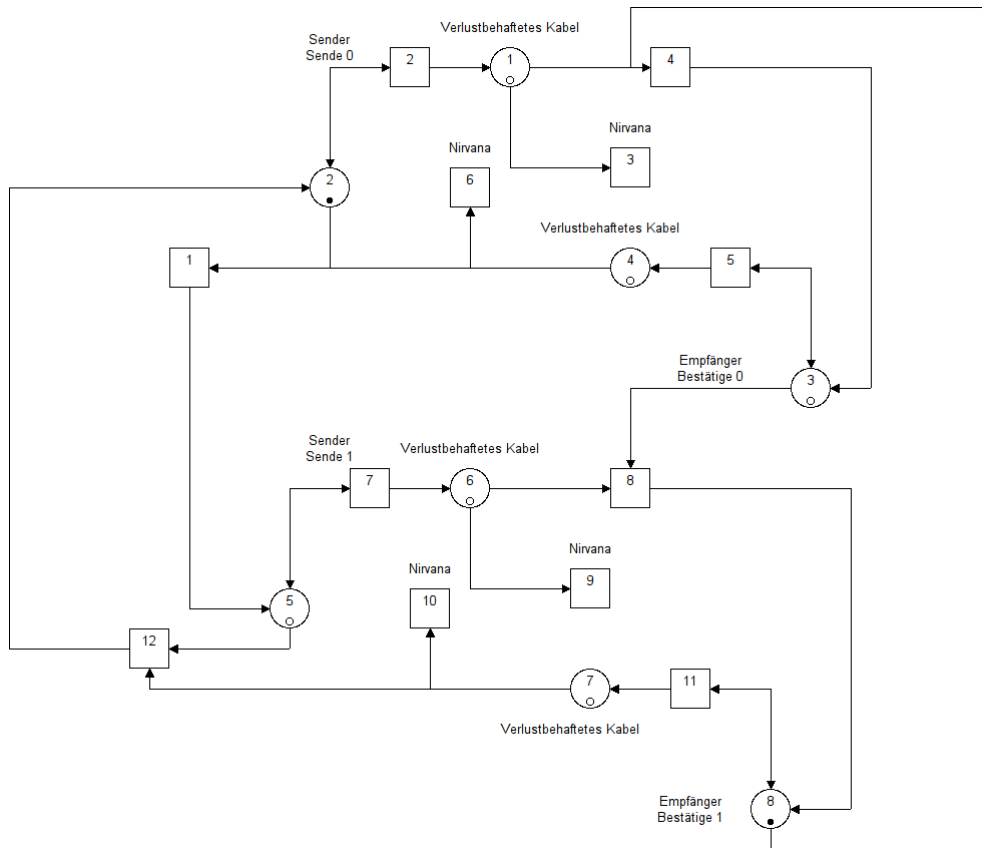 Verlustbehaftetes Kabel
Sender
Sende 0
2
1
4
Nirvana
Nirvana
3
6
2
Verlustbehaftetes Kabel
1
4
5
Empfänger
Bestätige 0
3
Sender
Sende 1
Verlustbehaftetes Kabel
7
6
8
Nirvana
Nirvana
9
10
5
12
7
11
Verlustbehaftetes Kabel
Empfänger
Bestätige 1
8